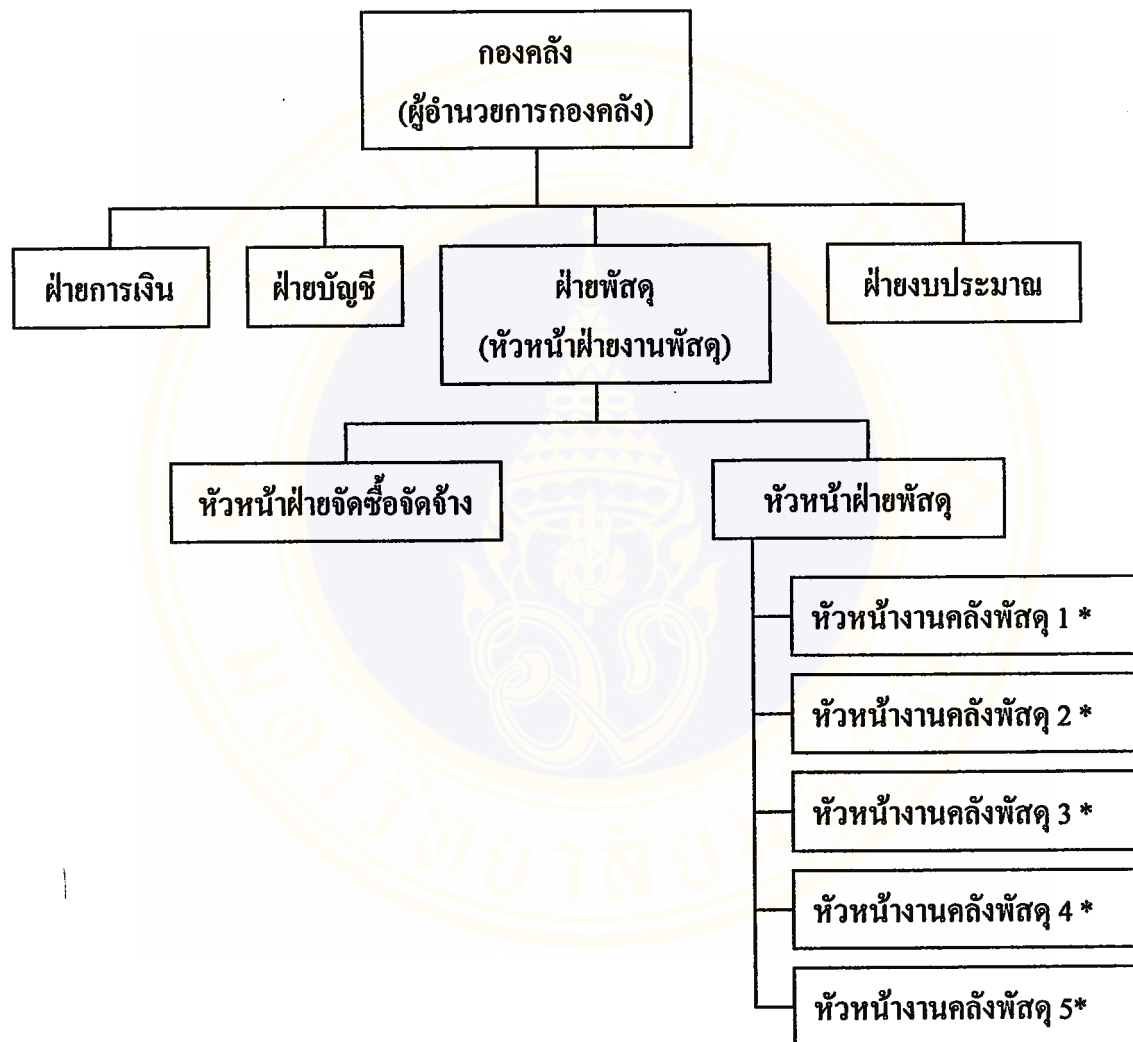 กองคลัง
(ผู้อำนวยการกองคลัง)
ฝ่ายการเงิน
ฝ่ายบัญชี
ฝ่ายพัสดุ
(หัวหน้าฝ่ายงานพัสดุ)
ฝ่ายงบประมาณ
หัวหน้าฝ่ายจัดซื้อจัดจ้าง
หัวหน้าฝ่ายพัสดุ
หัวหน้างานคลังพัสดุ 1 *
หัวหน้างานคลังพัสดุ 2 *
หัวหน้างานคลังพัสดุ 3 *
หัวหน้างานคลังพัสดุ 4 *
หัวหน้างานคลังพัสดุ 5*